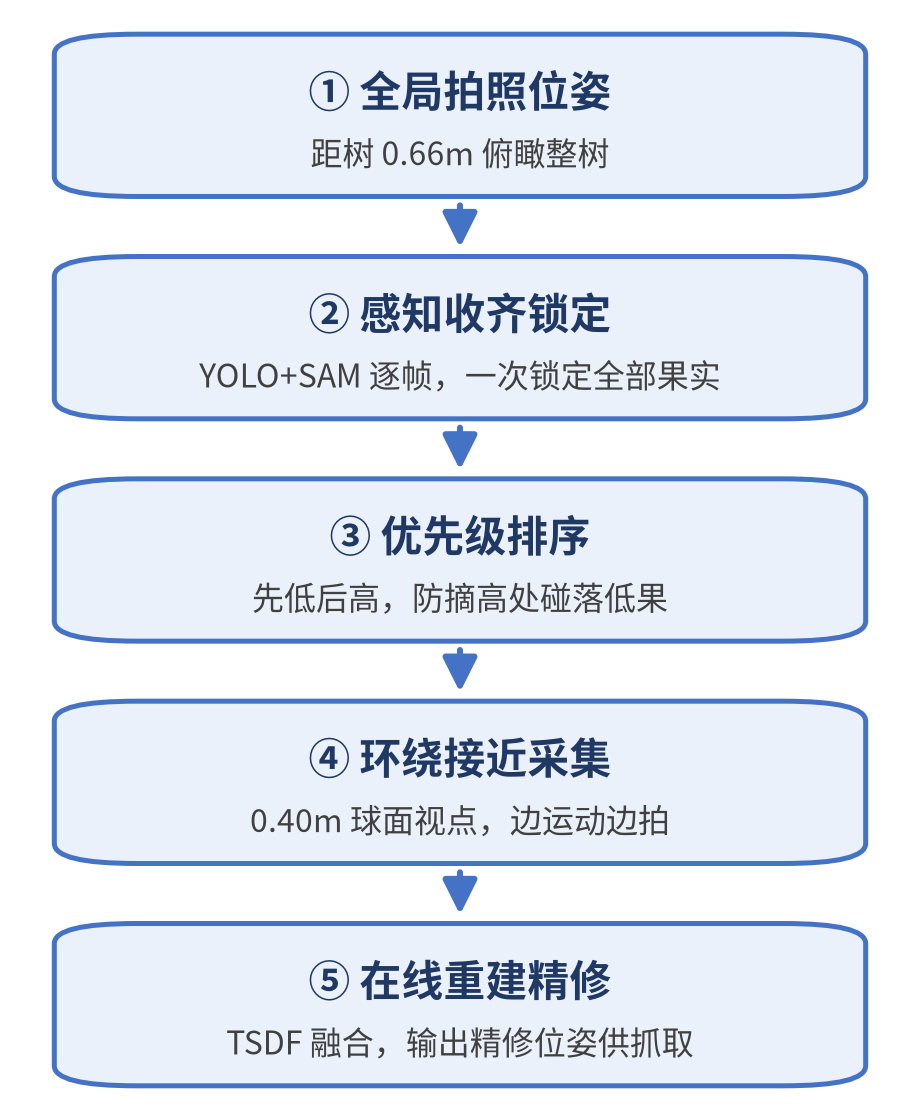 ① 全局拍照位姿
距树 0.66m 俯瞰整树
② 感知收齐锁定
YOLO+SAM 逐帧，一次锁定全部果实
③ 优先级排序
先低后高，防摘高处碰落低果
④ 环绕接近采集
0.40m 球面视点，边运动边拍
⑤ 在线重建精修
TSDF 融合，输出精修位姿供抓取